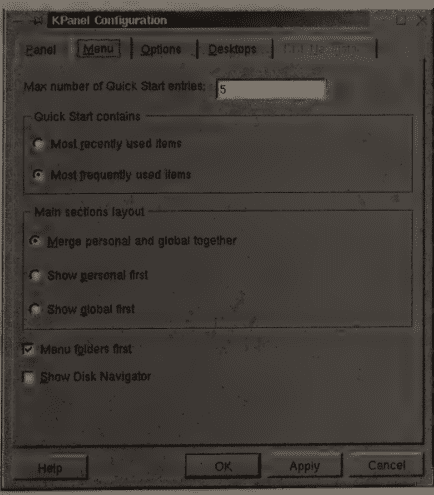 KPanel Configuration
Panel Menu Options Desktops Disk Navigator
Max number of Quick Start entries: 5
Quick Start contains
Most recently used items
Most frequently used items
Main sections layout
Merge personal and global together
Show personal first
Show global first
Menu folders first
Show Disk Navigator
Help OK Apply Cancel